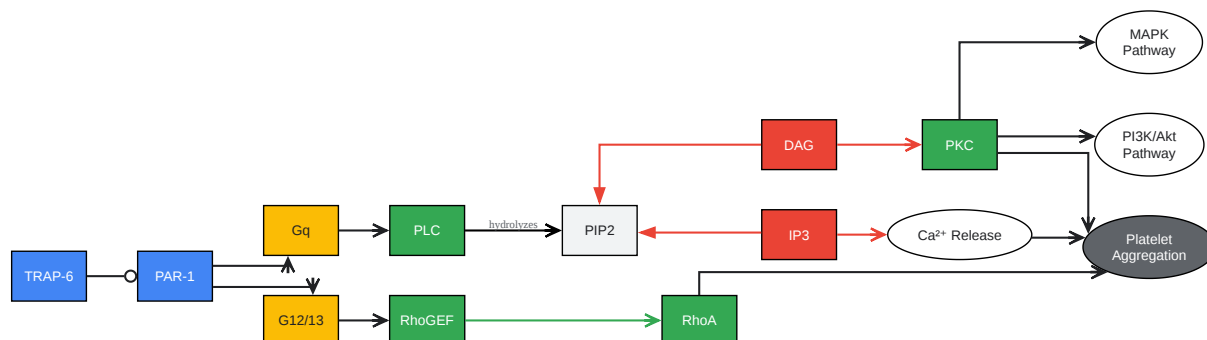 MAPK
Pathway
DAG
PKC
PI3K/Akt
Pathway
Gq
PLC
hydrolyzes
PIP2
IP3
Ca²⁺ Release
Platelet
Aggregation
TRAP-6
PAR-1
G12/13
RhoGEF
RhoA